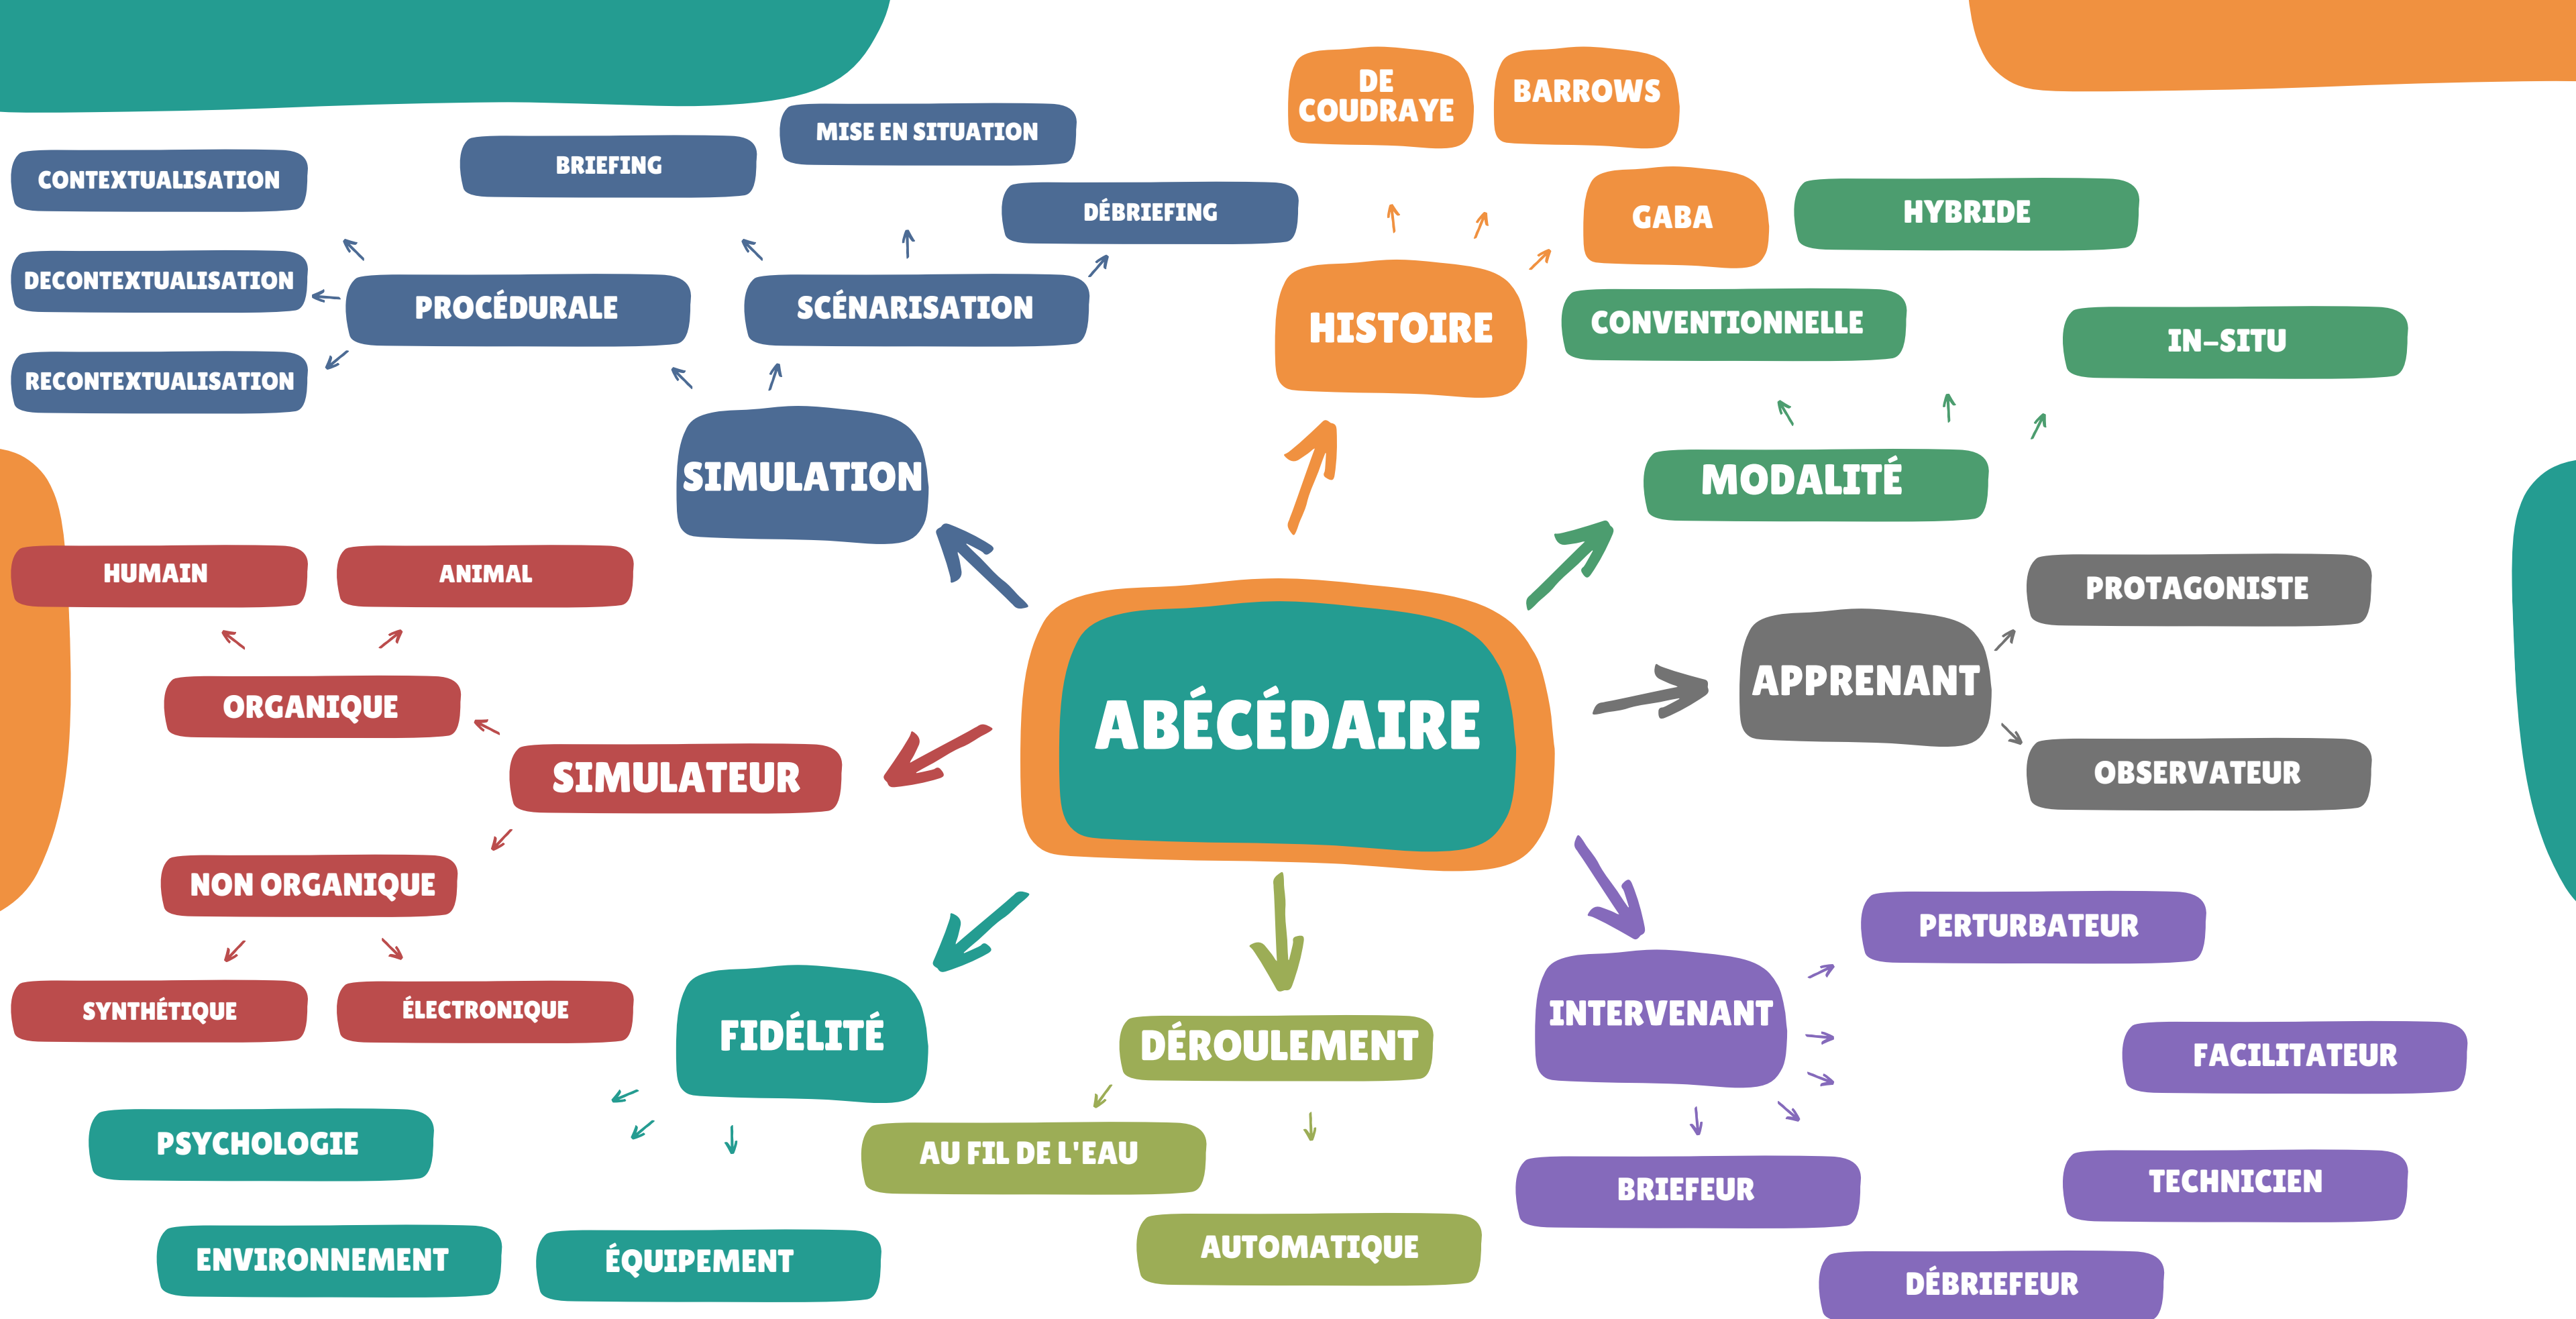 DE
COUDRAYE
BARROWS
MISE EN SITUATION
BRIEFING
CONTEXTUALISATION
DÉBRIEFING
GABA
HYBRIDE
DECONTEXTUALISATION
PROCÉDURALE
SCÉNARISATION
HISTOIRE
CONVENTIONNELLE
IN-SITU
RECONTEXTUALISATION
SIMULATION
MODALITÉ
HUMAIN
ANIMAL
PROTAGONISTE
ORGANIQUE
APPRENANT
ABÉCÉDAIRE
SIMULATEUR
OBSERVATEUR
NON ORGANIQUE
PERTURBATEUR
SYNTHÉTIQUE
ÉLECTRONIQUE
FIDÉLITÉ
DÉROULEMENT
INTERVENANT
FACILITATEUR
PSYCHOLOGIE
AU FIL DE L'EAU
BRIEFEUR
TECHNICIEN
ENVIRONNEMENT
ÉQUIPEMENT
AUTOMATIQUE
DÉBRIEFEUR